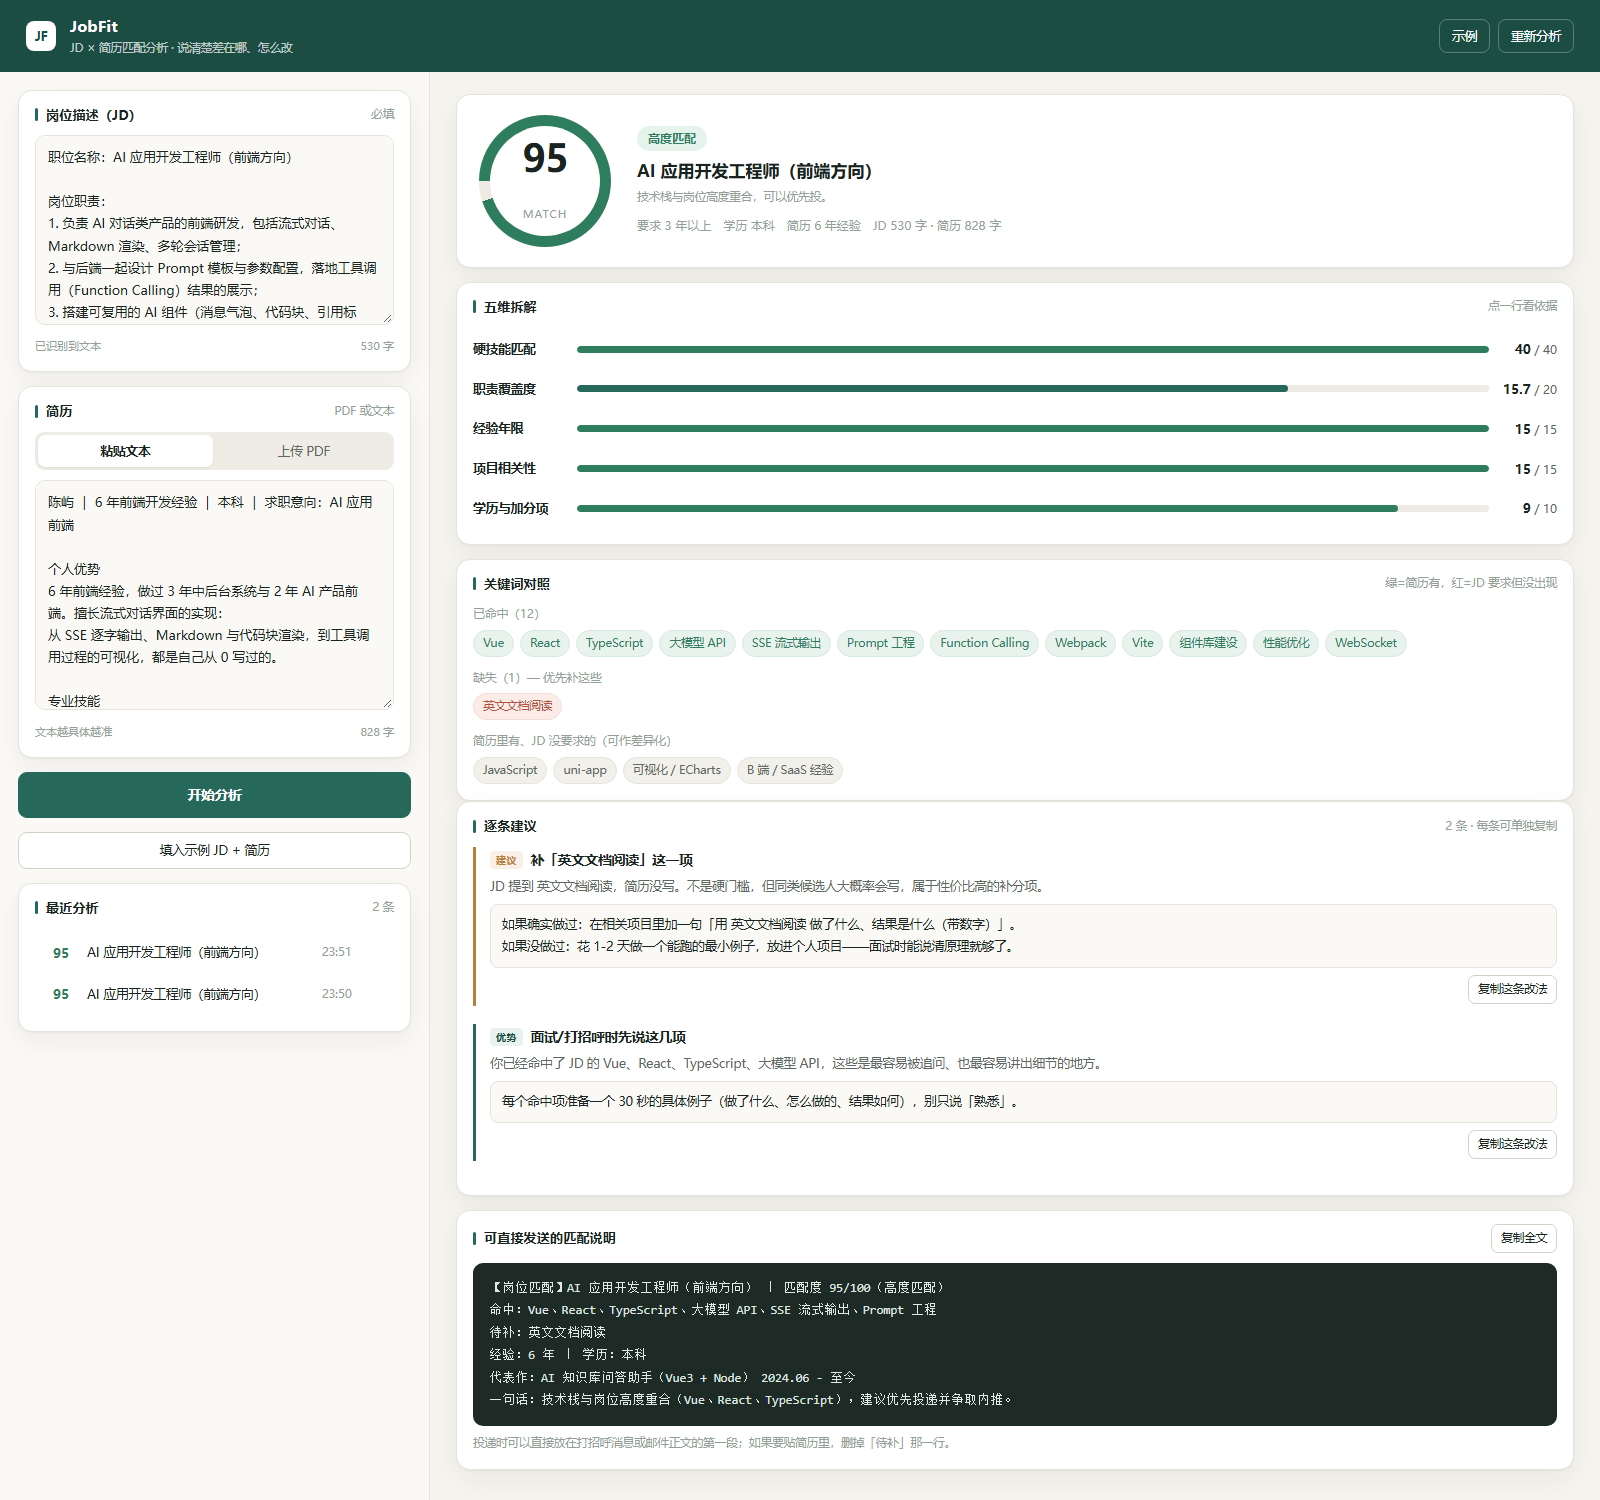 JF
JobFit
JD × 简历匹配分析 · 说清楚差在哪、怎么改
示例
重新分析
岗位描述（JD）
必填
职位名称：AI 应用开发工程师（前端方向）
岗位职责：
1. 负责 AI 对话类产品的前端研发，包括流式对话、
Markdown 渲染、多轮会话管理；
2. 与后端一起设计 Prompt 模板与参数配置，落地工具调
用（Function Calling）结果的展示；
3. 搭建可复用的 AI 组件（消息气泡、代码块、引用标
已识别到文本
530 字
简历
PDF 或文本
粘贴文本
上传 PDF
陈屿 ｜ 6 年前端开发经验 ｜ 本科 ｜ 求职意向：AI 应用
前端
个人优势
6 年前端经验，做过 3 年中后台系统与 2 年 AI 产品前
端。擅长流式对话界面的实现：
从 SSE 逐字输出、Markdown 与代码块渲染，到工具调
用过程的可视化，都是自己从 0 写过的。
专业技能
文本越具体越准
828 字
开始分析
填入示例 JD + 简历
最近分析
2 条
95 AI 应用开发工程师（前端方向） 23:51
95 AI 应用开发工程师（前端方向） 23:50
95
MATCH
高度匹配
AI 应用开发工程师（前端方向）
技术栈与岗位高度重合，可以优先投。
要求 3 年以上 学历 本科 简历 6 年经验 JD 530 字 · 简历 828 字
五维拆解
点一行看依据
硬技能匹配 40 / 40
职责覆盖度 15.7 / 20
经验年限 15 / 15
项目相关性 15 / 15
学历与加分项 9 / 10
关键词对照
绿=简历有，红=JD 要求但没出现
已命中（12）
Vue React TypeScript 大模型 API SSE 流式输出 Prompt 工程 Function Calling Webpack Vite 组件库建设 性能优化 WebSocket
缺失（1）— 优先补这些
英文文档阅读
简历里有、JD 没要求的（可作差异化）
JavaScript uni-app 可视化 / ECharts B 端 / SaaS 经验
逐条建议
2 条 · 每条可单独复制
建议 补「英文文档阅读」这一项
JD 提到 英文文档阅读，简历没写。不是硬门槛，但同类候选人大概率会写，属于性价比高的补分项。
如果确实做过：在相关项目里加一句「用 英文文档阅读 做了什么、结果是什么（带数字）」。
如果没做过：花 1-2 天做一个能跑的最小例子，放进个人项目——面试时能说清原理就够了。
复制这条改法
优势 面试/打招呼时先说这几项
你已经命中了 JD 的 Vue、React、TypeScript、大模型 API，这些是最容易被追问、也最容易讲出细节的地方。
每个命中项准备一个 30 秒的具体例子（做了什么、怎么做的、结果如何），别只说「熟悉」。
复制这条改法
可直接发送的匹配说明
复制全文
【岗位匹配】AI 应用开发工程师（前端方向） ｜ 匹配度 95/100（高度匹配）
命中：Vue、React、TypeScript、大模型 API、SSE 流式输出、Prompt 工程
待补：英文文档阅读
经验：6 年 ｜ 学历：本科
代表作：AI 知识库问答助手（Vue3 + Node） 2024.06 - 至今
一句话：技术栈与岗位高度重合（Vue、React、TypeScript），建议优先投递并争取内推。
投递时可以直接放在打招呼消息或邮件正文的第一段；如果要贴简历里，删掉「待补」那一行。